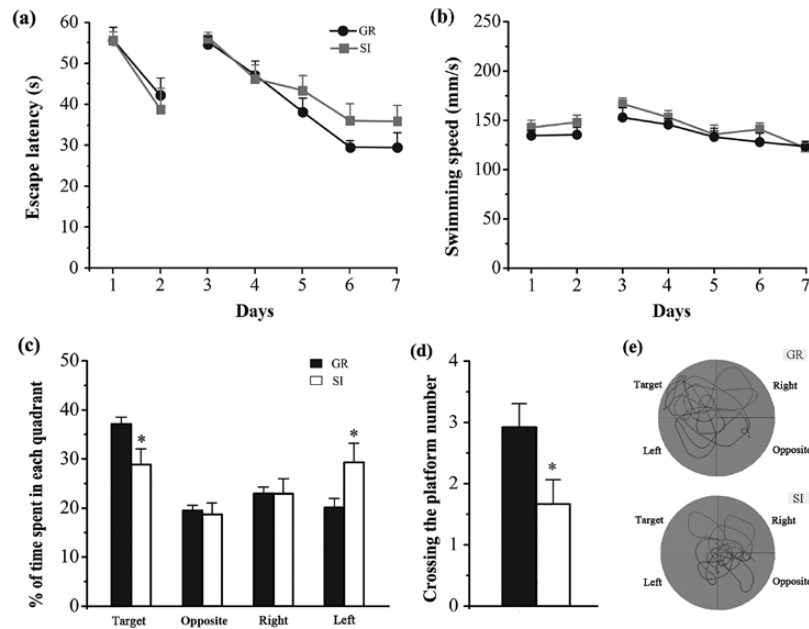 (a)
60
50
40
30
20
10
0
Escape latency (s)
GR
SI
1 2 3 4 5 6 7
Days
(b)
250
200
150
100
50
0
Swimming speed (mm/s)
1 2 3 4 5 6 7
Days
(c)
50
40
30
20
10
0
% of time spent in each quadrant
GR
SI
*
*
Target Opposite Right Left
(d)
4
3
2
1
0
Crossing the platform number
*
(e)
GR
Target Right
Left Opposite
SI
Target Right
Left Opposite